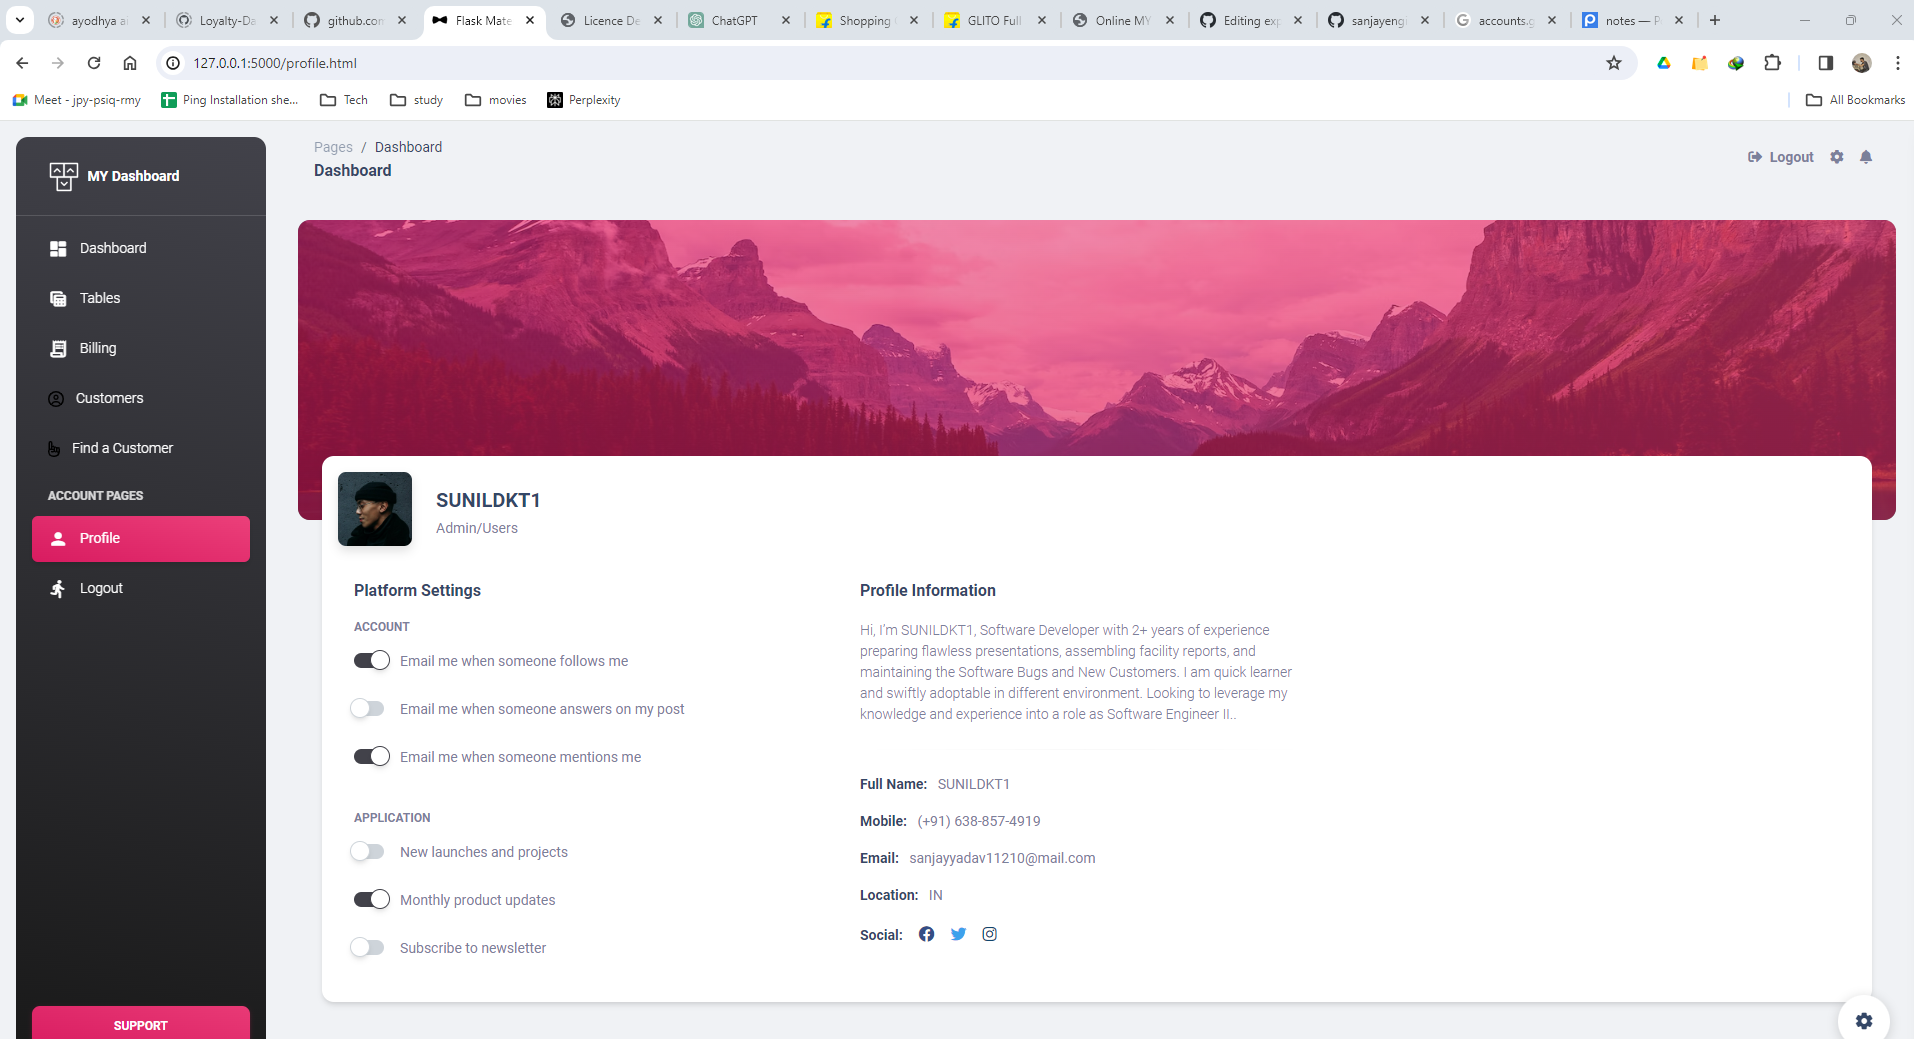 ayodhya ai
Loyalty-Da
github.com
Flask Mate
Licence De
ChatGPT
Shopping
GLITO Full
Online MY
Editing exp
sanjayengi
accounts.g
notes — P
127.0.0.1:5000/profile.html
Meet - jpy-psiq-rmy
Ping Installation she...
Tech
study
movies
Perplexity
All Bookmarks
MY Dashboard
Dashboard
Tables
Billing
Customers
Find a Customer
ACCOUNT PAGES
Profile
Logout
SUPPORT
Pages / Dashboard
Dashboard
Logout
SUNILDKT1
Admin/Users
Platform Settings
ACCOUNT
Email me when someone follows me
Email me when someone answers on my post
Email me when someone mentions me
APPLICATION
New launches and projects
Monthly product updates
Subscribe to newsletter
Profile Information
Hi, I’m SUNILDKT1, Software Developer with 2+ years of experience
preparing flawless presentations, assembling facility reports, and
maintaining the Software Bugs and New Customers. I am quick learner
and swiftly adoptable in different environment. Looking to leverage my
knowledge and experience into a role as Software Engineer II..
Full Name: SUNILDKT1
Mobile: (+91) 638-857-4919
Email: sanjayyadav11210@mail.com
Location: IN
Social: